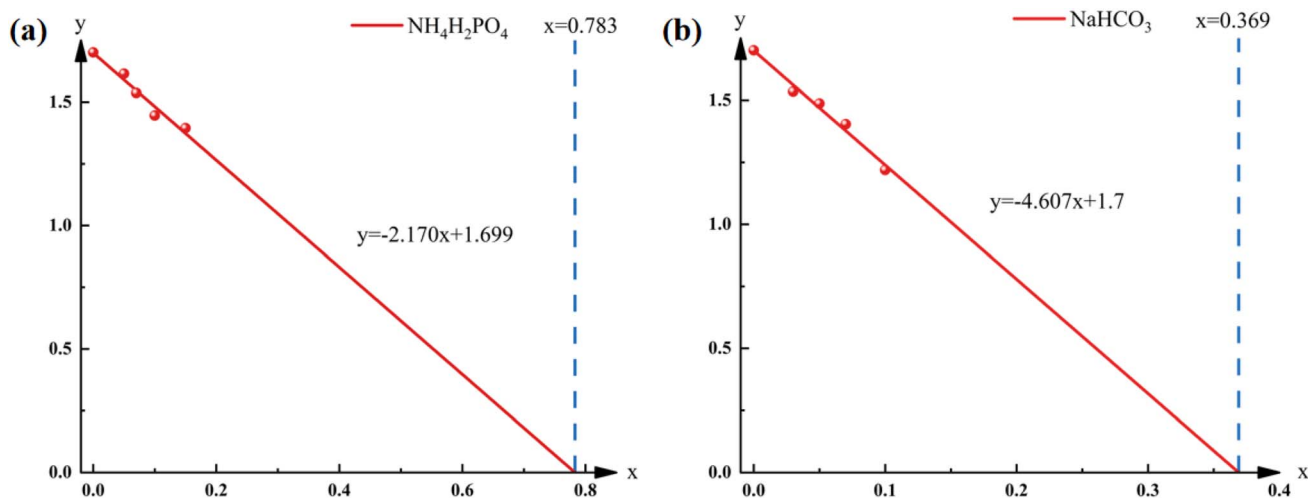 (a)
y
NH₄H₂PO₄
x=0.783
1.5
1.0
0.5
0.0
y=-2.170x+1.699
0.0 0.2 0.4 0.6 0.8
x
(b)
y
NaHCO₃
x=0.369
1.5
1.0
0.5
0.0
y=-4.607x+1.7
0.0 0.1 0.2 0.3 0.4
x